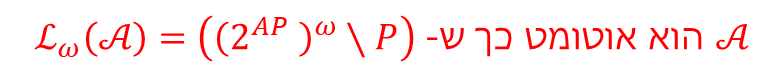 𝒜 הוא אוטומט כך ש- ℒ_ω(𝒜) = ((2^{AP})^ω \ P)